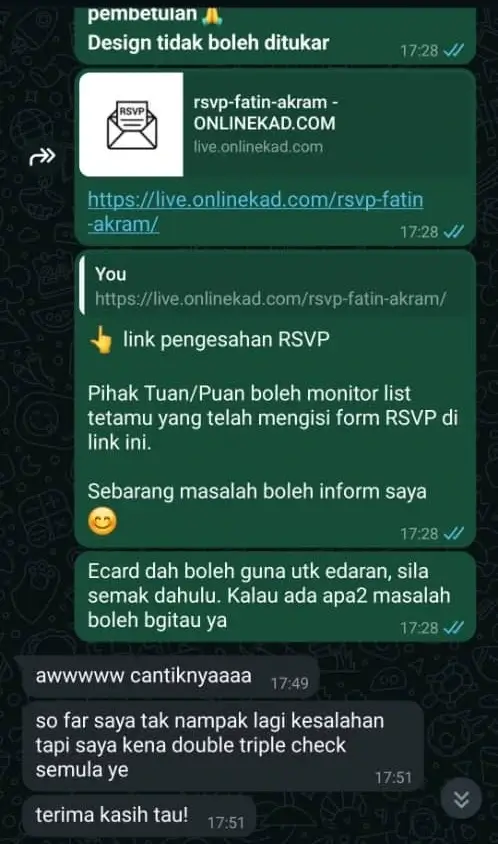 pembetulan 🙏
Design tidak boleh ditukar
17:28
RSVP
rsvp-fatin-akram -
ONLINEKAD.COM
live.onlinekad.com
https://live.onlinekad.com/rsvp-fatin
-akram/
17:28
You
https://live.onlinekad.com/rsvp-fatin-akram/
👆 link pengesahan RSVP
Pihak Tuan/Puan boleh monitor list
tetamu yang telah mengisi form RSVP di
link ini.
Sebarang masalah boleh inform saya
😊
17:28
Ecard dah boleh guna utk edaran, sila
semak dahulu. Kalau ada apa2 masalah
boleh bgitau ya
17:28
awwwww cantiknyaaaa
17:49
so far saya tak nampak lagi kesalahan
tapi saya kena double triple check
semula ye
17:51
terima kasih tau!
17:51